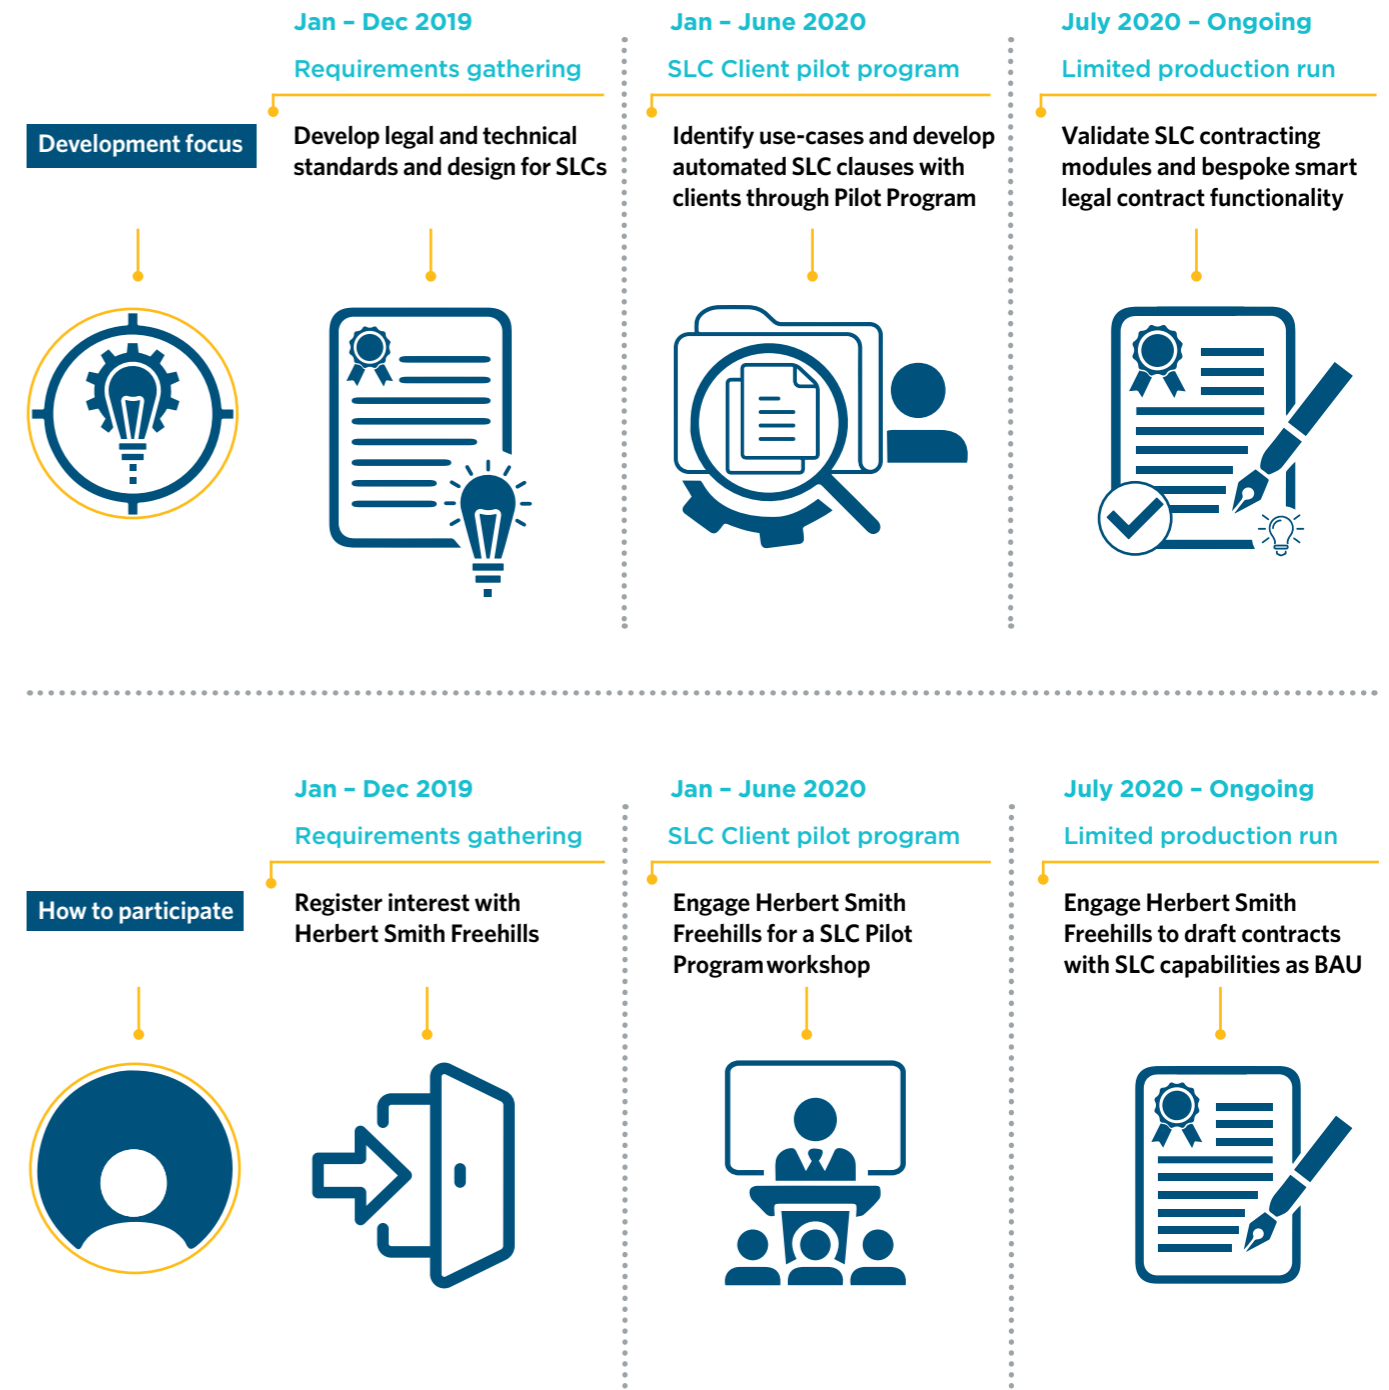 Jan – Dec 2019
Requirements gathering
Jan – June 2020
SLC Client pilot program
July 2020 – Ongoing
Limited production run
Development focus
Develop legal and technical
standards and design for SLCs
Identify use-cases and develop
automated SLC clauses with
clients through Pilot Program
Validate SLC contracting
modules and bespoke smart
legal contract functionality
Jan – Dec 2019
Requirements gathering
Jan – June 2020
SLC Client pilot program
July 2020 – Ongoing
Limited production run
How to participate
Register interest with
Herbert Smith Freehills
Engage Herbert Smith
Freehills for a SLC Pilot
Program workshop
Engage Herbert Smith
Freehills to draft contracts
with SLC capabilities as BAU